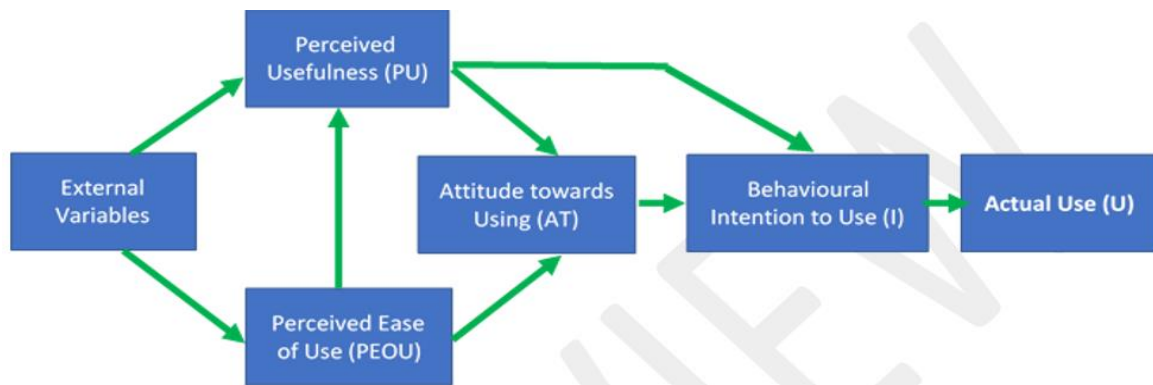 Perceived
Usefulness (PU)
External
Variables
Attitude towards
Using (AT)
Behavioural
Intention to Use (I)
Actual Use (U)
Perceived Ease
of Use (PEOU)